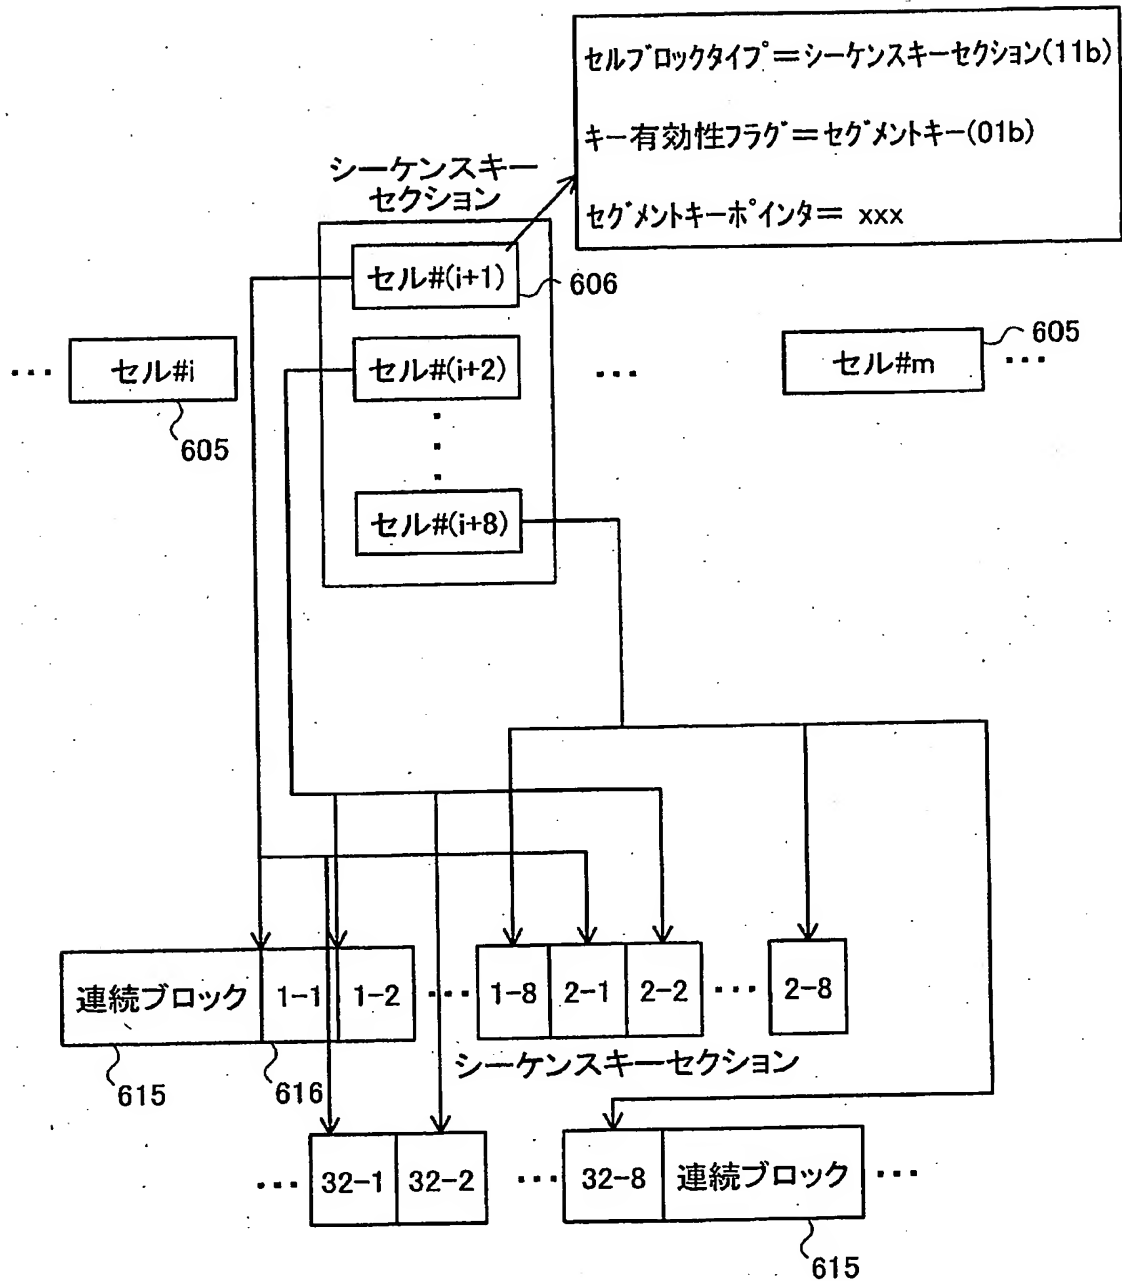 セルブロックタイプ＝シーケンスキーセクション(11b)
キー有効性フラグ＝セグメントキー(01b)
セグメントキーポインタ＝ xxx
シーケンスキー
セクション
セル#(i+1)
606
… セル#i
605
セル#(i+2)
…
セル#m
605
…
セル#(i+8)
連続ブロック 1-1 1-2 … 1-8 2-1 2-2 … 2-8
615
616
シーケンスキーセクション
… 32-1 32-2 … 32-8 連続ブロック …
615